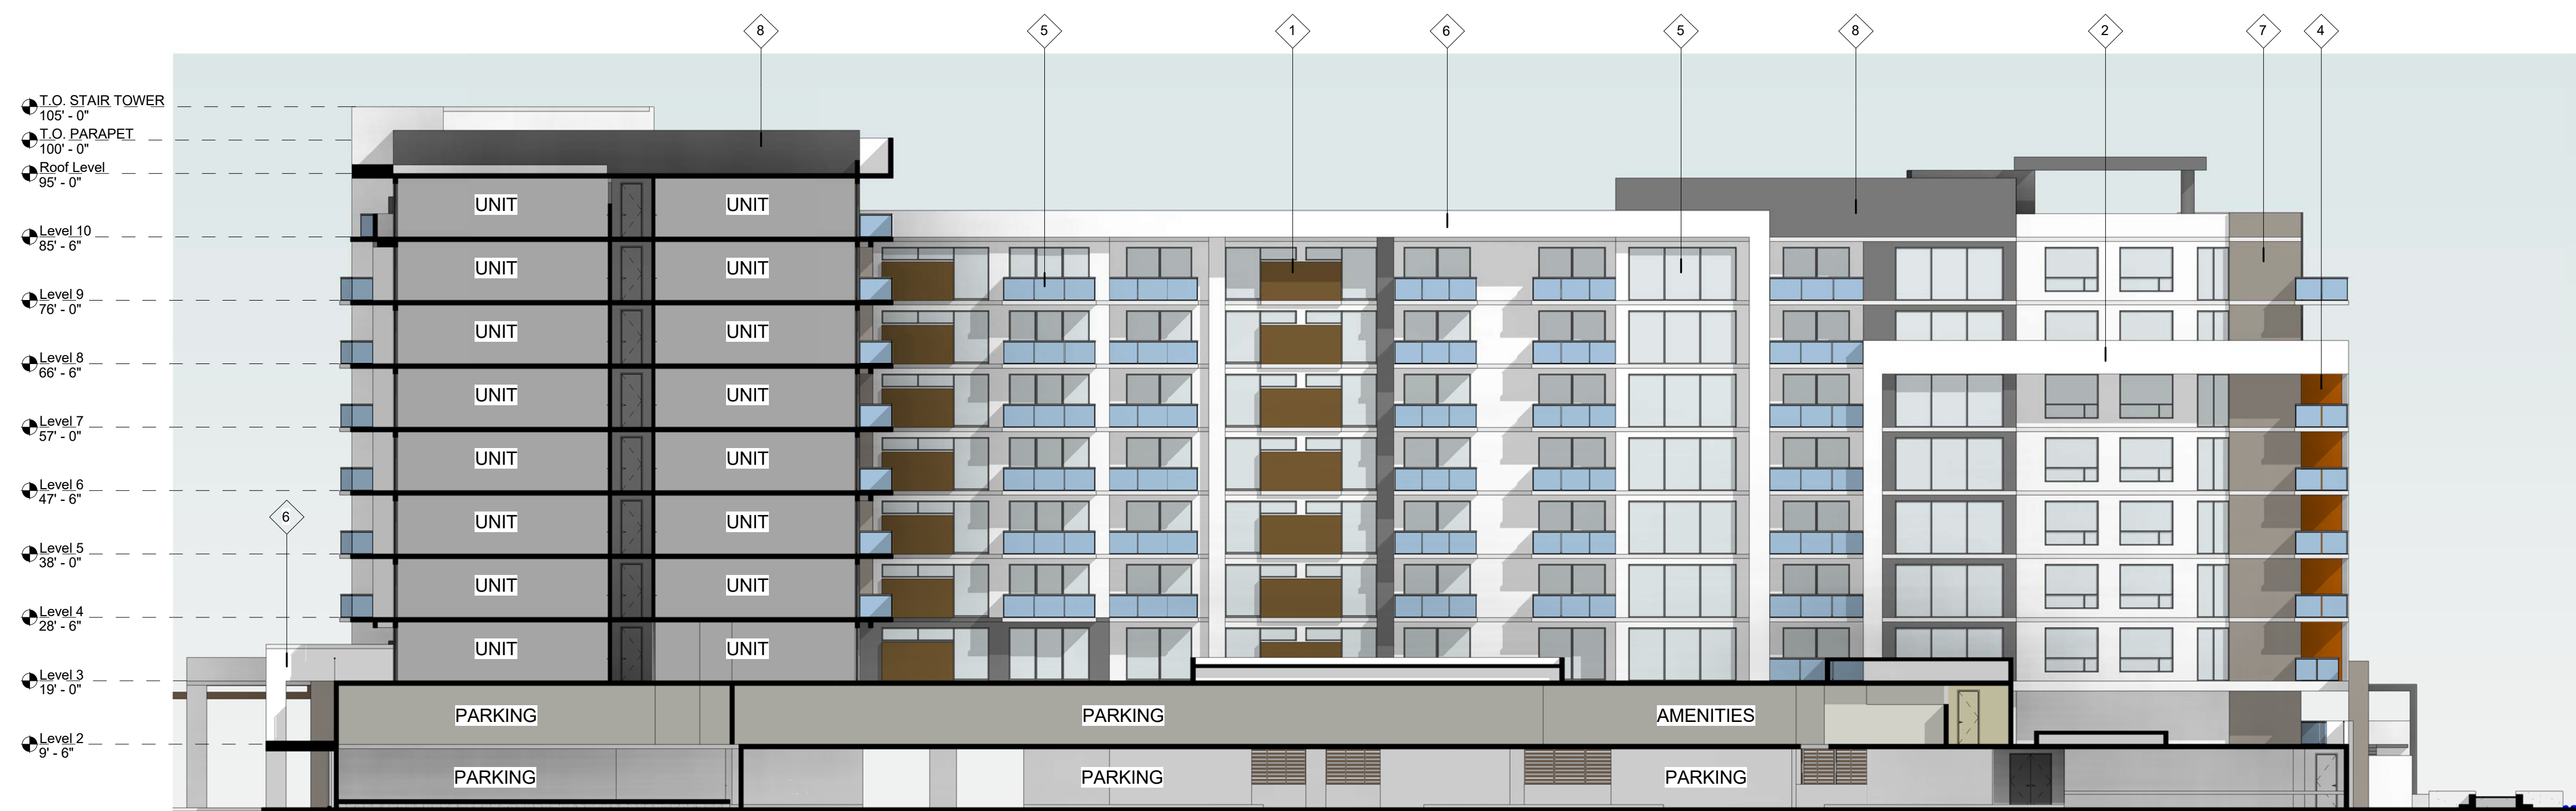 8 5 1 6 5 8 2 7 4
T.O. STAIR TOWER
105' - 0"
T.O. PARAPET
100' - 0"
Roof Level
95' - 0"
UNIT UNIT
Level 10
85' - 6"
UNIT UNIT
Level 9
76' - 0"
UNIT UNIT
Level 8
66' - 6"
UNIT UNIT
Level 7
57' - 0"
UNIT UNIT
Level 6
47' - 6"
6
UNIT UNIT
Level 5
38' - 0"
UNIT UNIT
Level 4
28' - 6"
UNIT UNIT
Level 3
19' - 0"
PARKING PARKING AMENITIES
Level 2
9' - 6"
PARKING PARKING PARKING